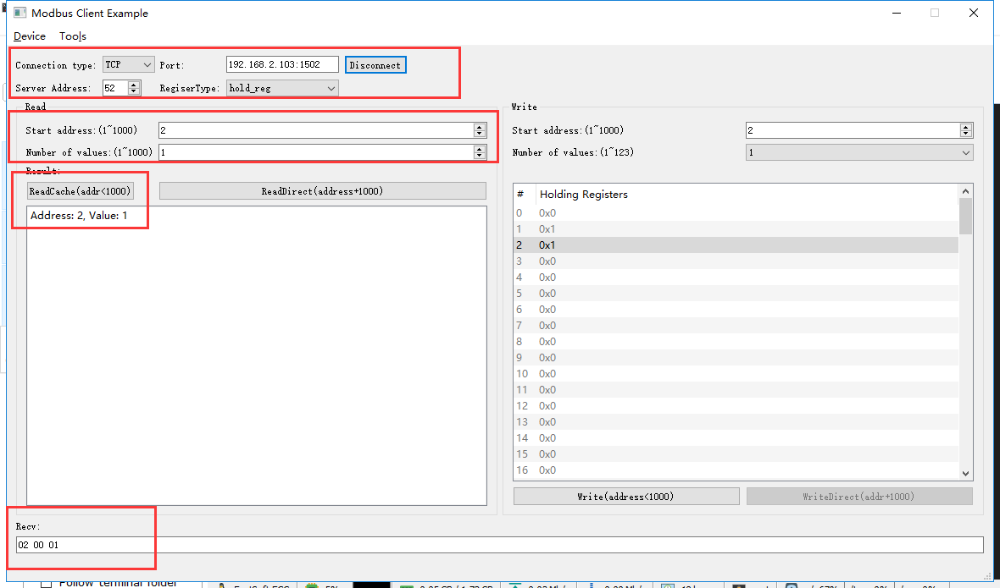 Modbus Client Example
Device Tools
Connection type: TCP Port: 192.168.2.103:1502 Disconnect
Server Address: 52 RegiserType: hold_reg
Read Write
Start address:(1~1000) 2 Start address:(1~1000) 2
Number of values:(1~1000) 1 Number of values:(1~123) 1
Result:
ReadCache(addr<1000) ReadDirect(address+1000) # Holding Registers
Address: 2, Value: 1 0 0x0
1 0x1
2 0x1
3 0x0
4 0x0
5 0x0
6 0x0
7 0x0
8 0x0
9 0x0
10 0x0
11 0x0
12 0x0
13 0x0
14 0x0
15 0x0
16 0x0
Write(address<1000) WriteDirect(addr+1000)
Recv:
02 00 01
Follow terminal folder